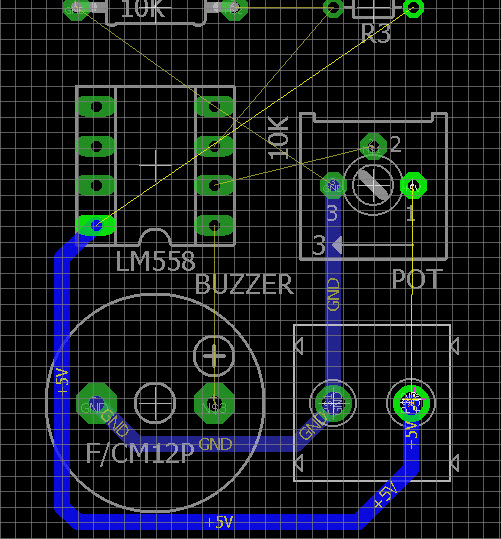 10K
R3
10K
2
3
1
3
LM558
BUZZER
POT
GND
+5V
GND
GND
GND
GND
+5V
F/CM12P
+5V
+5V